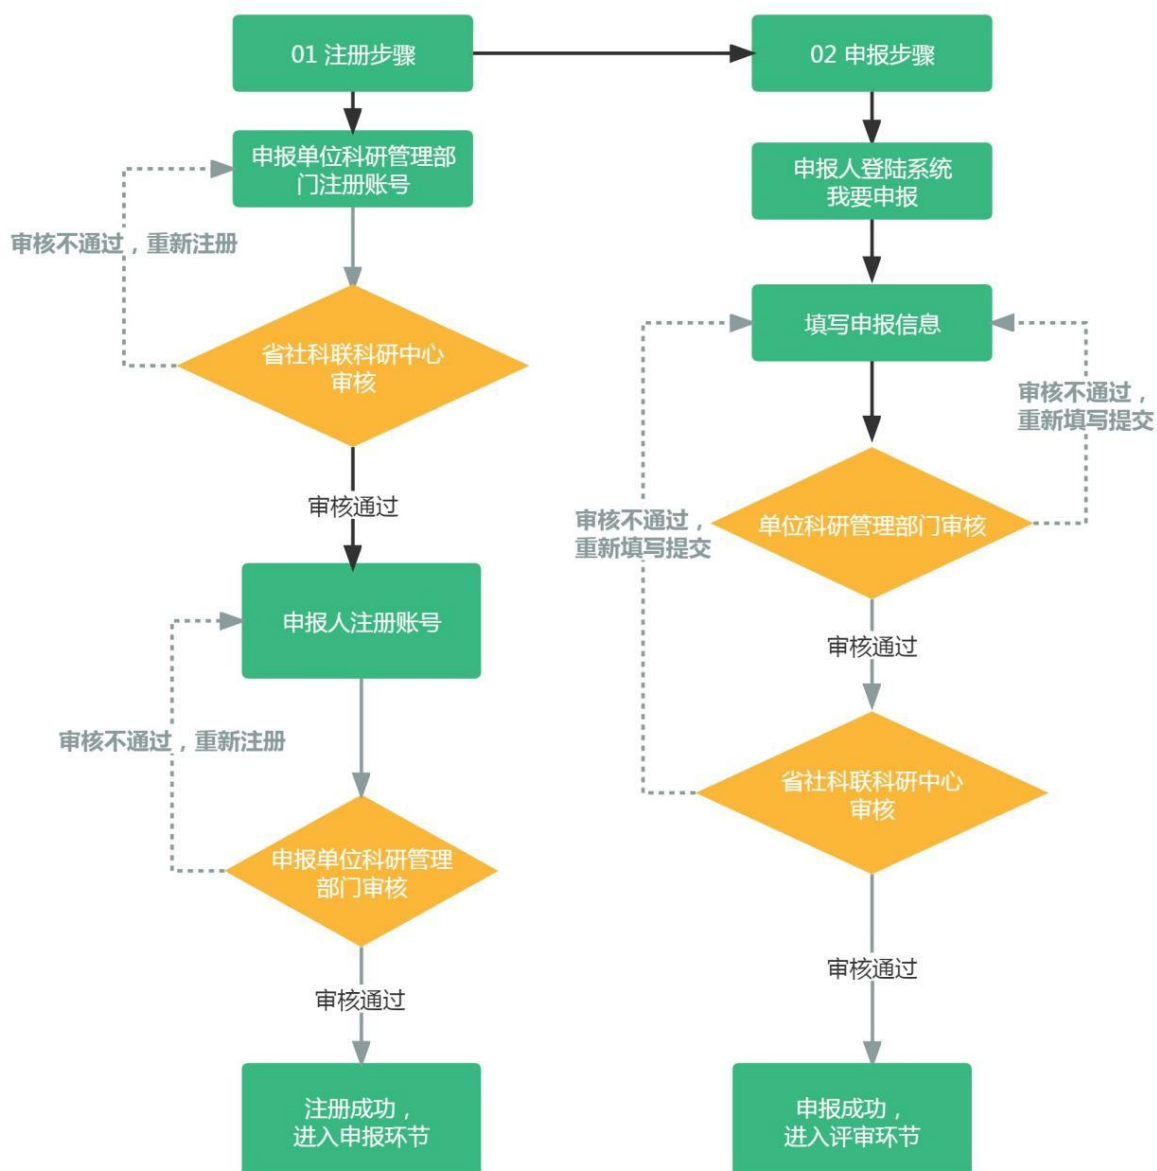 01 注册步骤
02 申报步骤
申报单位科研管理部
门注册账号
审核不通过，重新注册
省社科联科研中心
审核
审核通过
申报人注册账号
审核不通过，重新注册
申报单位科研管理
部门审核
审核通过
注册成功，
进入申报环节
申报人登陆系统
我要申报
填写申报信息
审核不通过，
重新填写提交
单位科研管理部门审核
审核不通过，
重新填写提交
审核通过
省社科联科研中心
审核
审核通过
申报成功，
进入评审环节